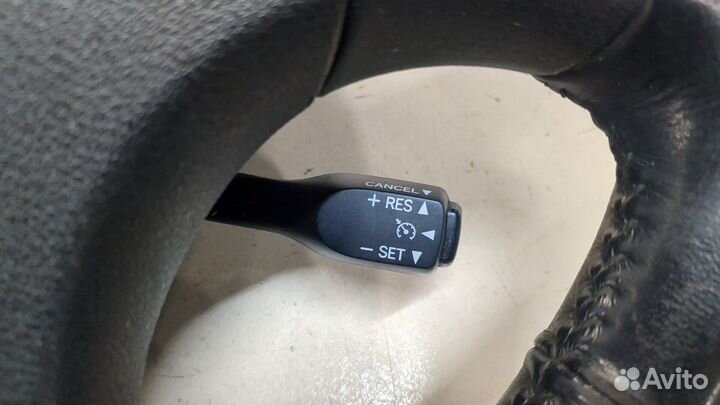 CANCEL ▼
+ RES ▲
◀
− SET ▼
Avito